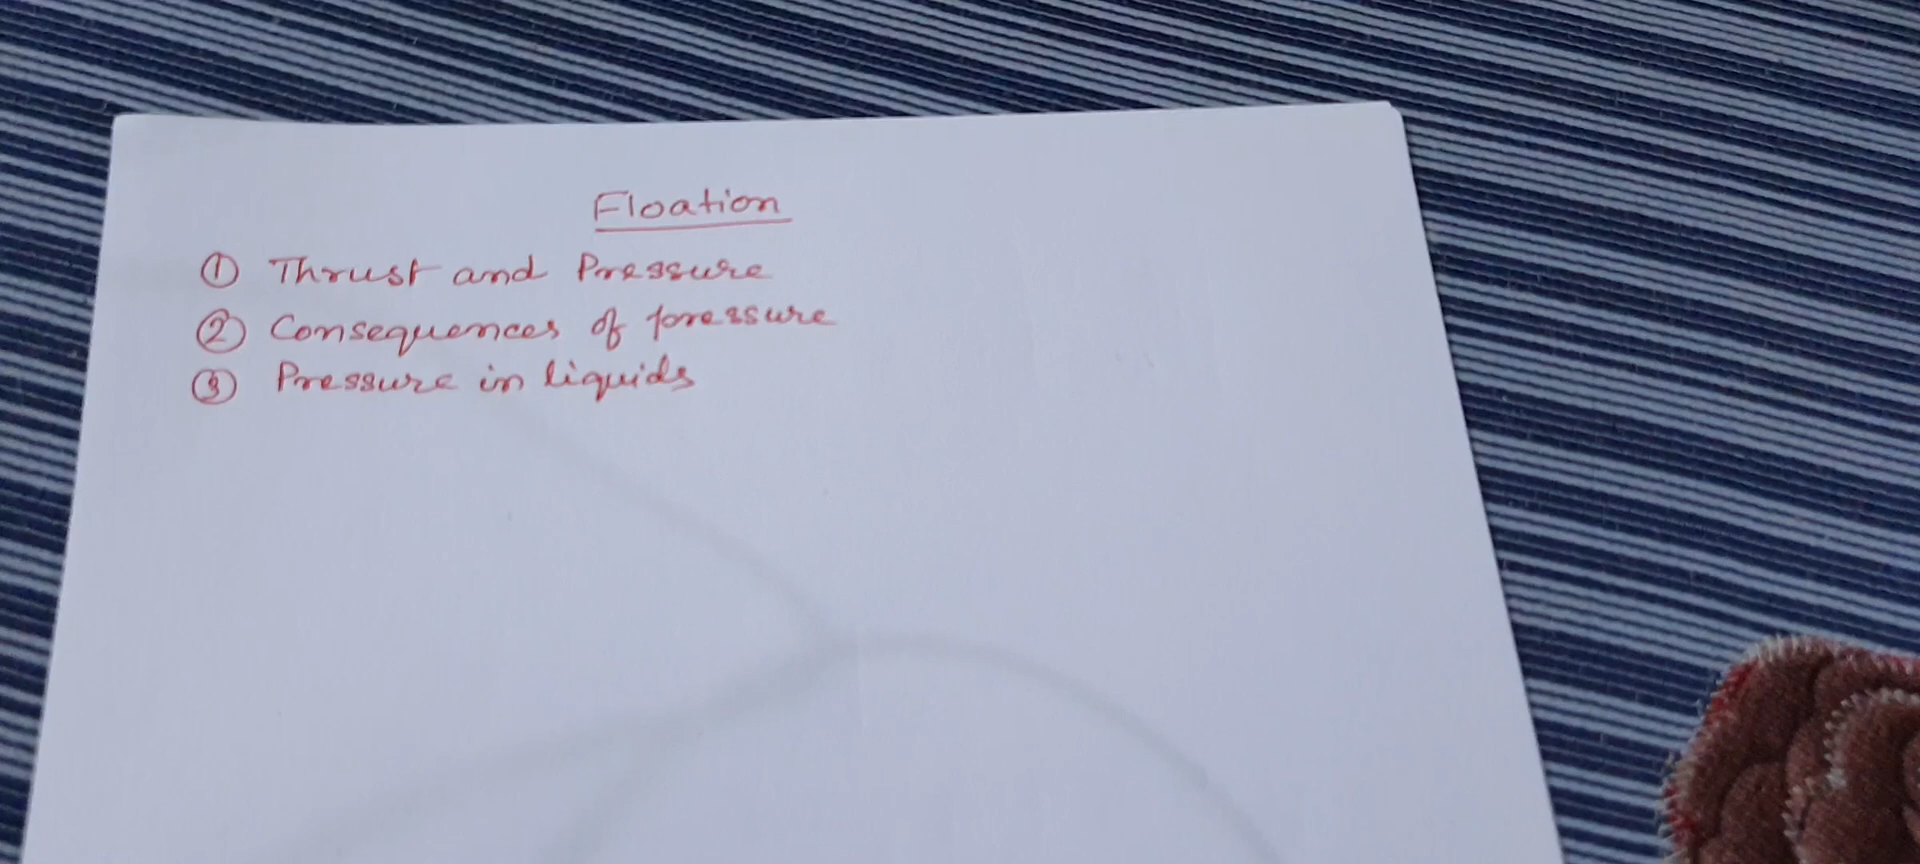 Floation
① Thrust and Pressure
② Consequences of pressure
③ Pressure in liquids